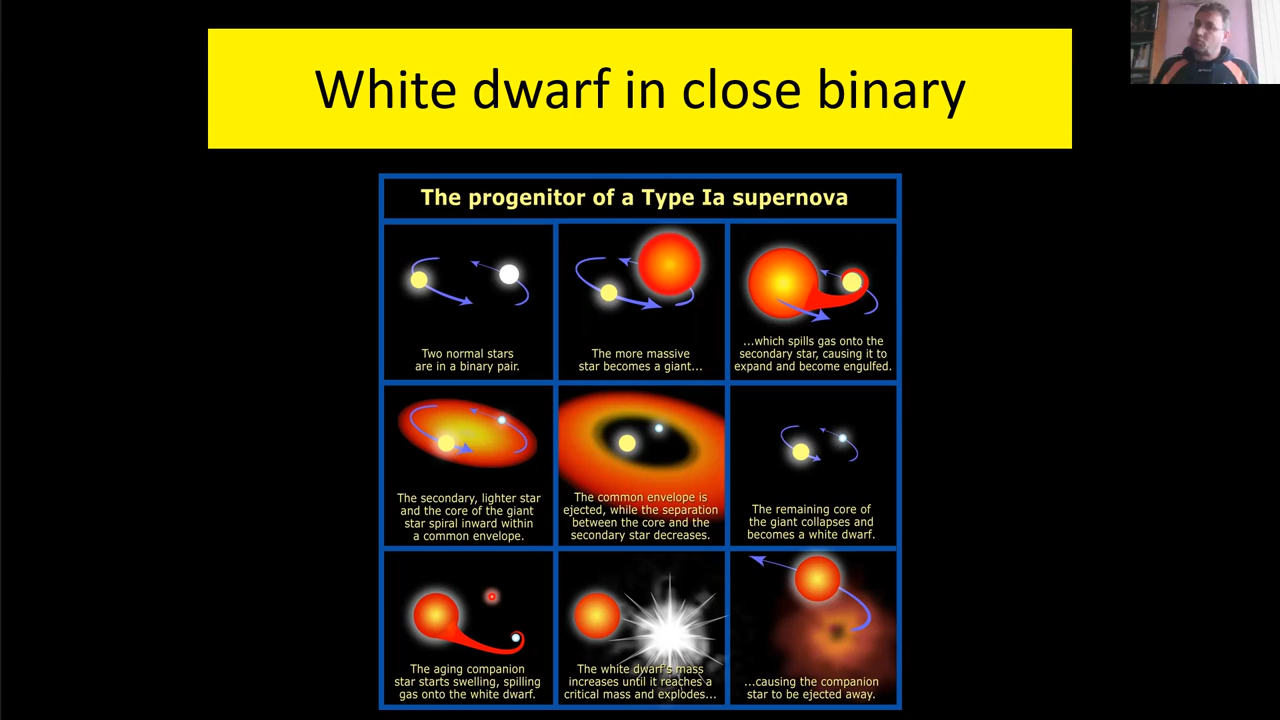 White dwarf in close binary
The progenitor of a Type Ia supernova
Two normal stars
are in a binary pair.
The more massive
star becomes a giant...
...which spills gas onto the
secondary star, causing it to
expand and become engulfed.
The secondary, lighter star
and the core of the giant
star spiral inward within
a common envelope.
The common envelope is
ejected, while the separation
between the core and the
secondary star decreases.
The remaining core of
the giant collapses and
becomes a white dwarf.
The aging companion
star starts swelling, spilling
gas onto the white dwarf.
The white dwarf's mass
increases until it reaches a
critical mass and explodes...
...causing the companion
star to be ejected away.